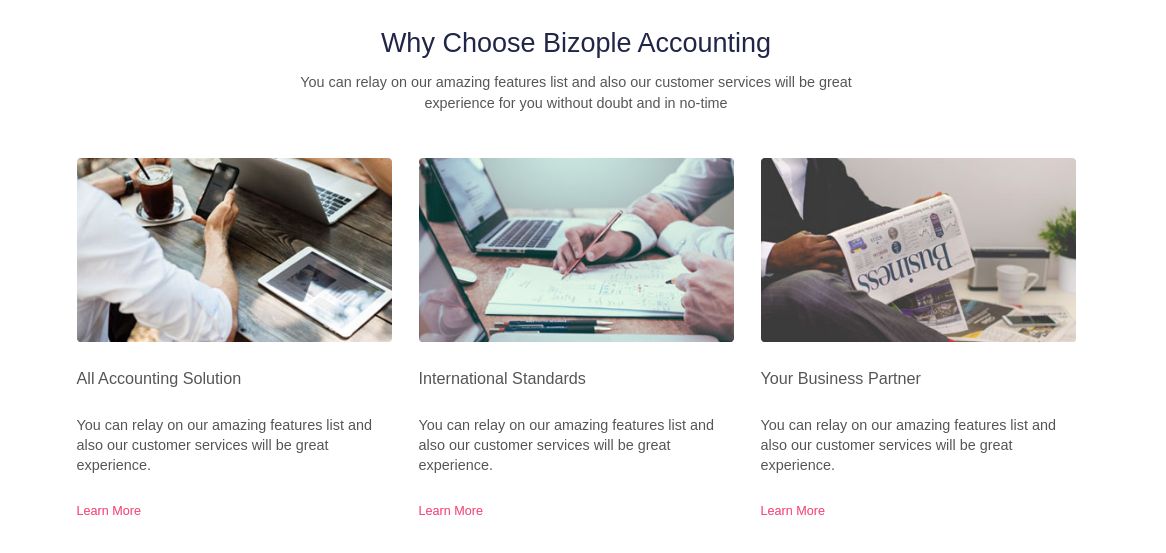 Why Choose Bizople Accounting
You can relay on our amazing features list and also our customer services will be great
experience for you without doubt and in no-time
Business
All Accounting Solution
International Standards
Your Business Partner
You can relay on our amazing features list and
also our customer services will be great
experience.
You can relay on our amazing features list and
also our customer services will be great
experience.
You can relay on our amazing features list and
also our customer services will be great
experience.
Learn More
Learn More
Learn More